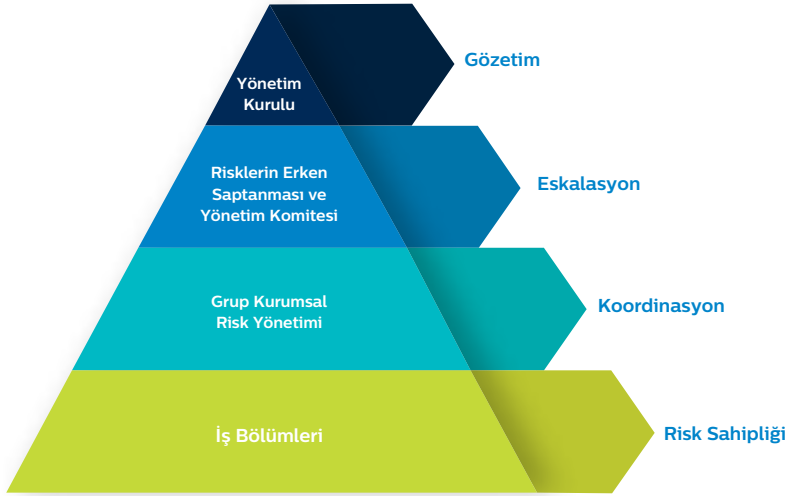 Yönetim
Kurulu
Gözetim
Risklerin Erken
Saptanması ve
Yönetim Komitesi
Eskalasyon
Grup Kurumsal
Risk Yönetimi
Koordinasyon
İş Bölümleri
Risk Sahipliği